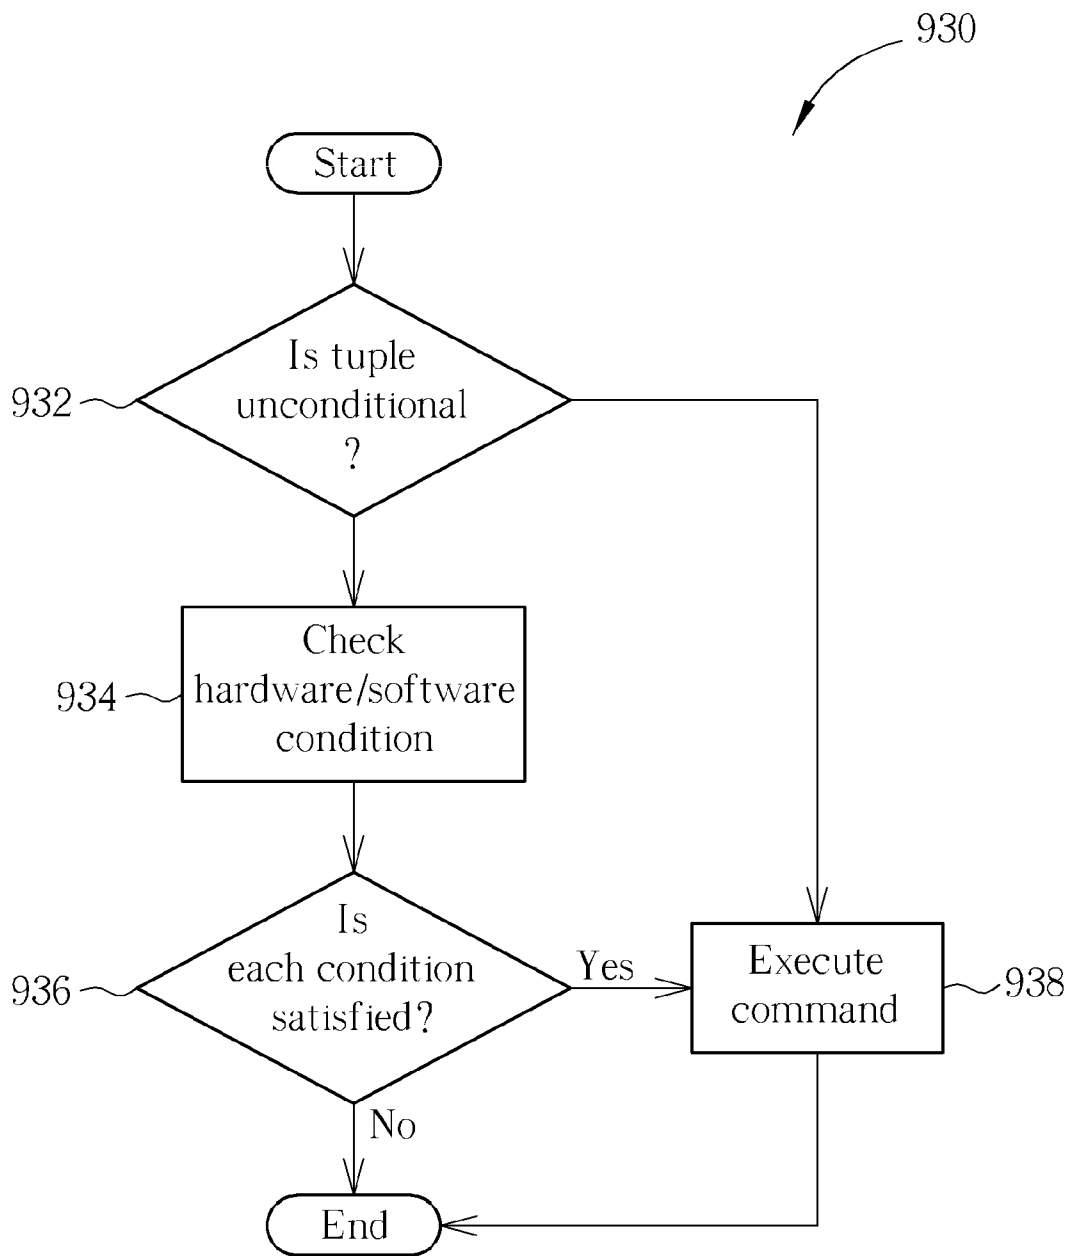 930
Start
Is tuple
unconditional
?
932
Check
hardware/software
condition
934
Is
each condition
satisfied?
936
Yes
Execute
command
938
No
End